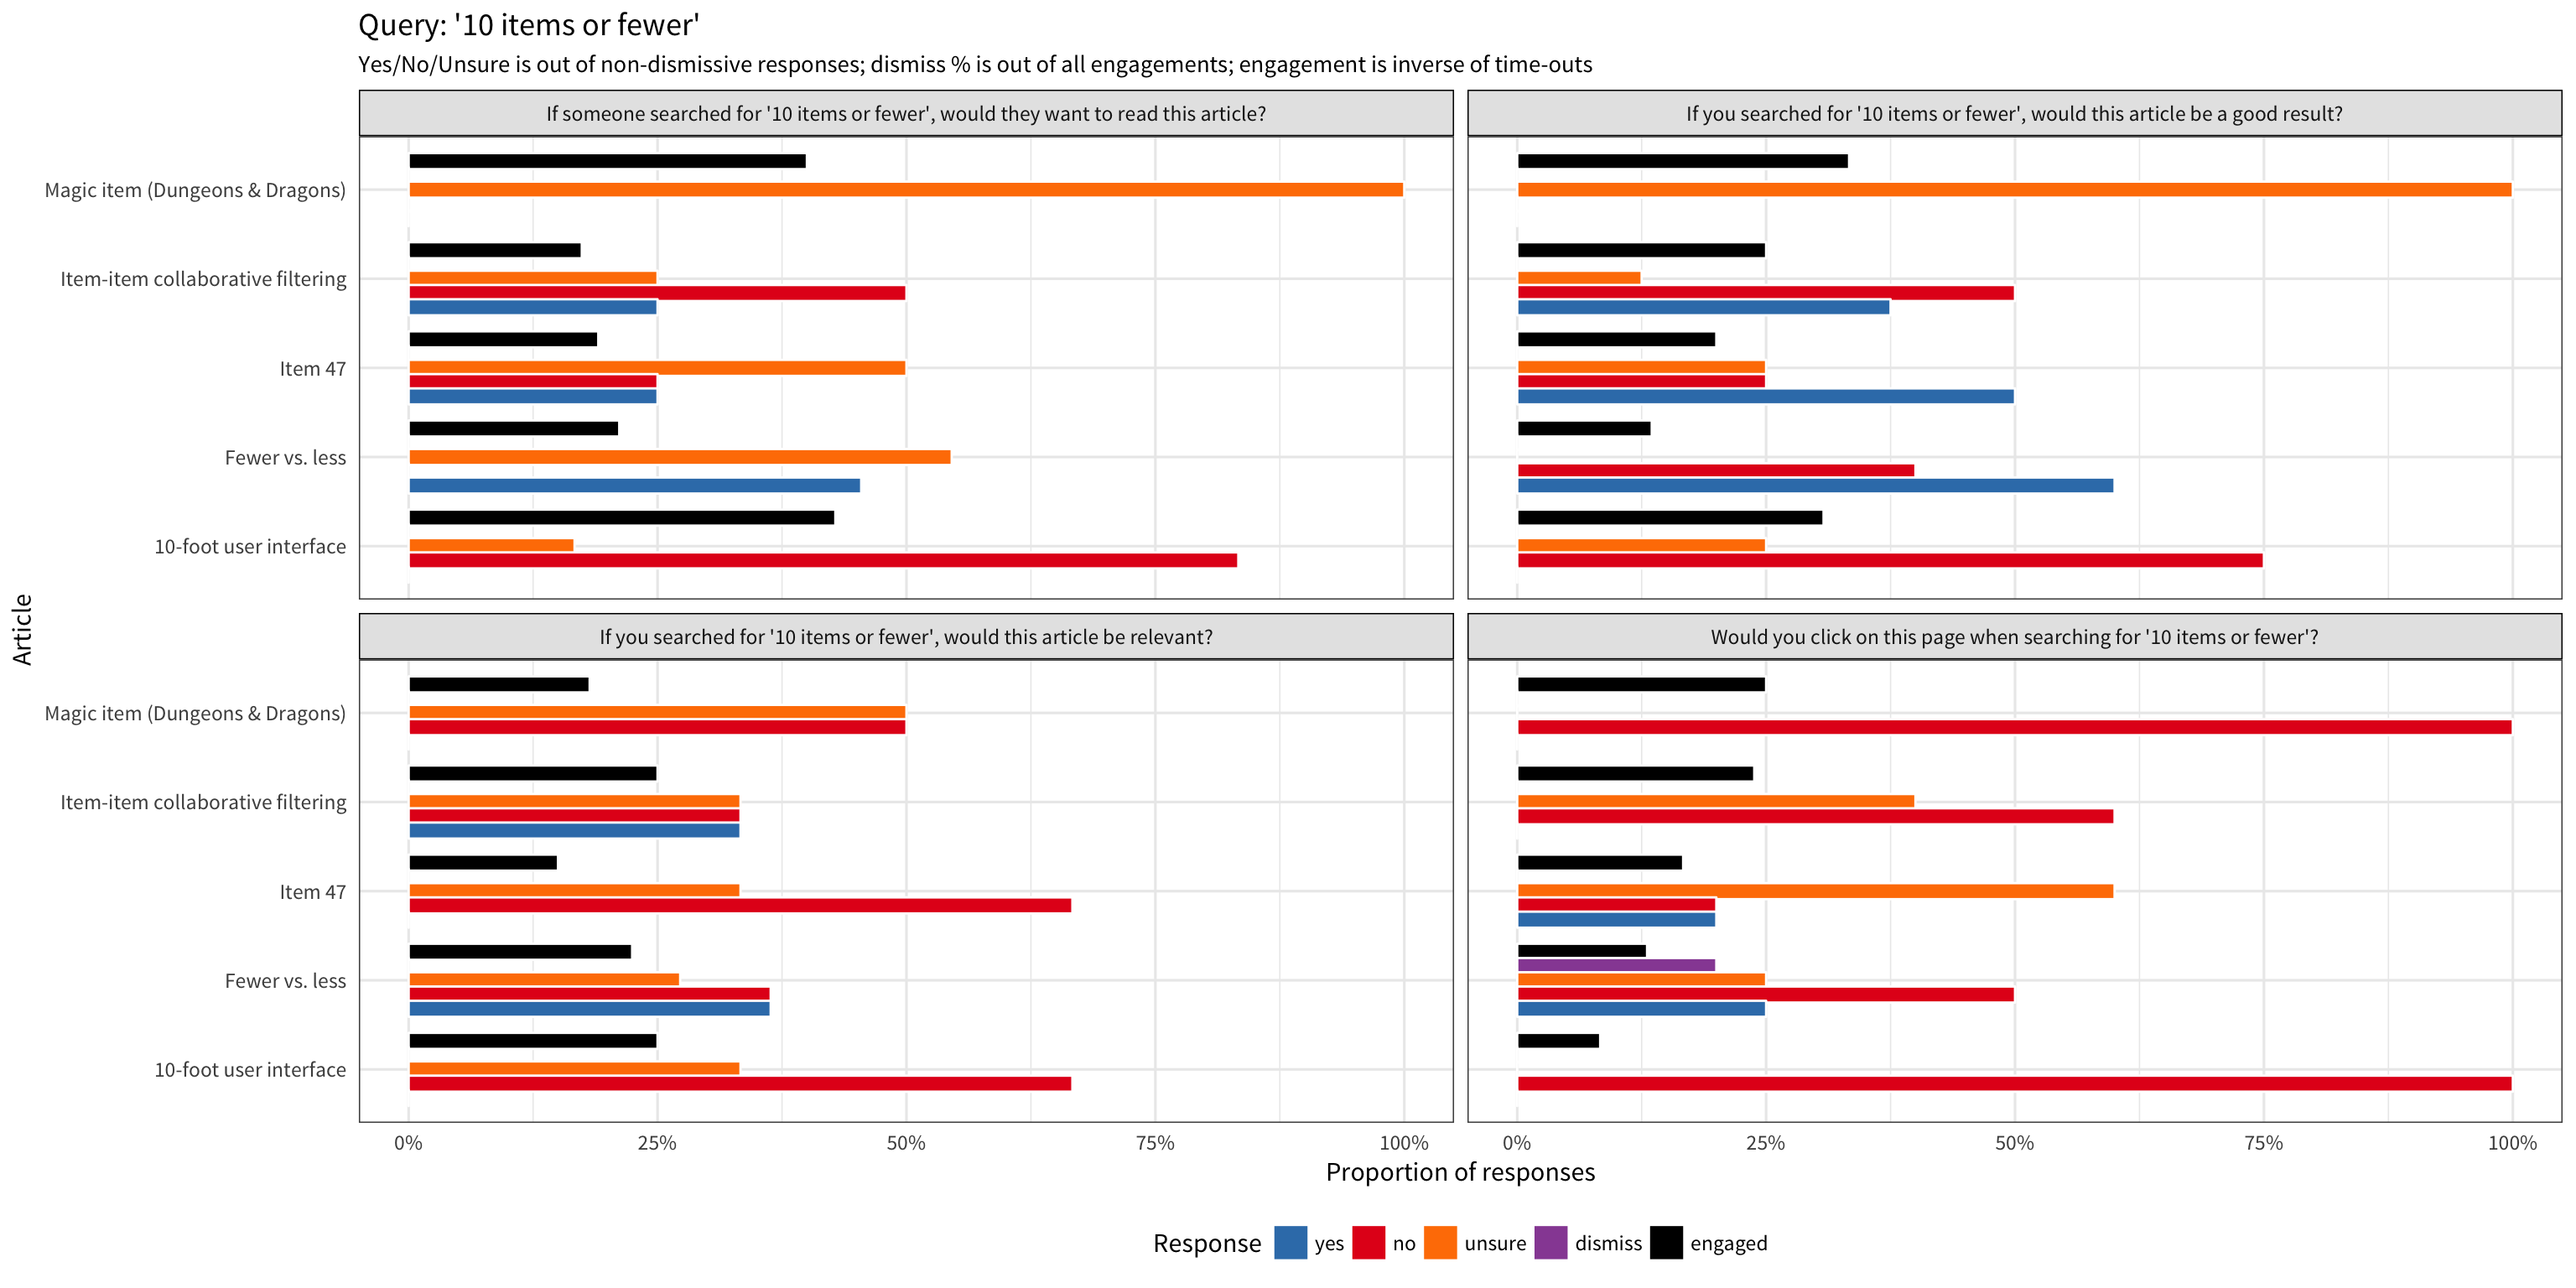 Query: '10 items or fewer'
Yes/No/Unsure is out of non-dismissive responses; dismiss % is out of all engagements; engagement is inverse of time-outs
If someone searched for '10 items or fewer', would they want to read this article?
If you searched for '10 items or fewer', would this article be a good result?
Magic item (Dungeons & Dragons)
Item-item collaborative filtering
Item 47
Fewer vs. less
10-foot user interface
Article
If you searched for '10 items or fewer', would this article be relevant?
Would you click on this page when searching for '10 items or fewer'?
Magic item (Dungeons & Dragons)
Item-item collaborative filtering
Item 47
Fewer vs. less
10-foot user interface
0% 25% 50% 75% 100% 0% 25% 50% 75% 100%
Proportion of responses
Response yes no unsure dismiss engaged